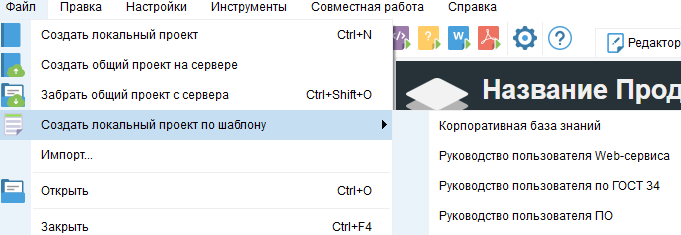 Файл Правка Настройки Инструменты Совместная работа Справка
Создать локальный проект Ctrl+N
Создать общий проект на сервере
Забрать общий проект с сервера Ctrl+Shift+O
Создать локальный проект по шаблону
Импорт...
Открыть Ctrl+O
Закрыть Ctrl+F4
</> ? W ?
Редактор
Название Прод
Корпоративная база знаний
Руководство пользователя Web-сервиса
Руководство пользователя по ГОСТ 34
Руководство пользователя ПО